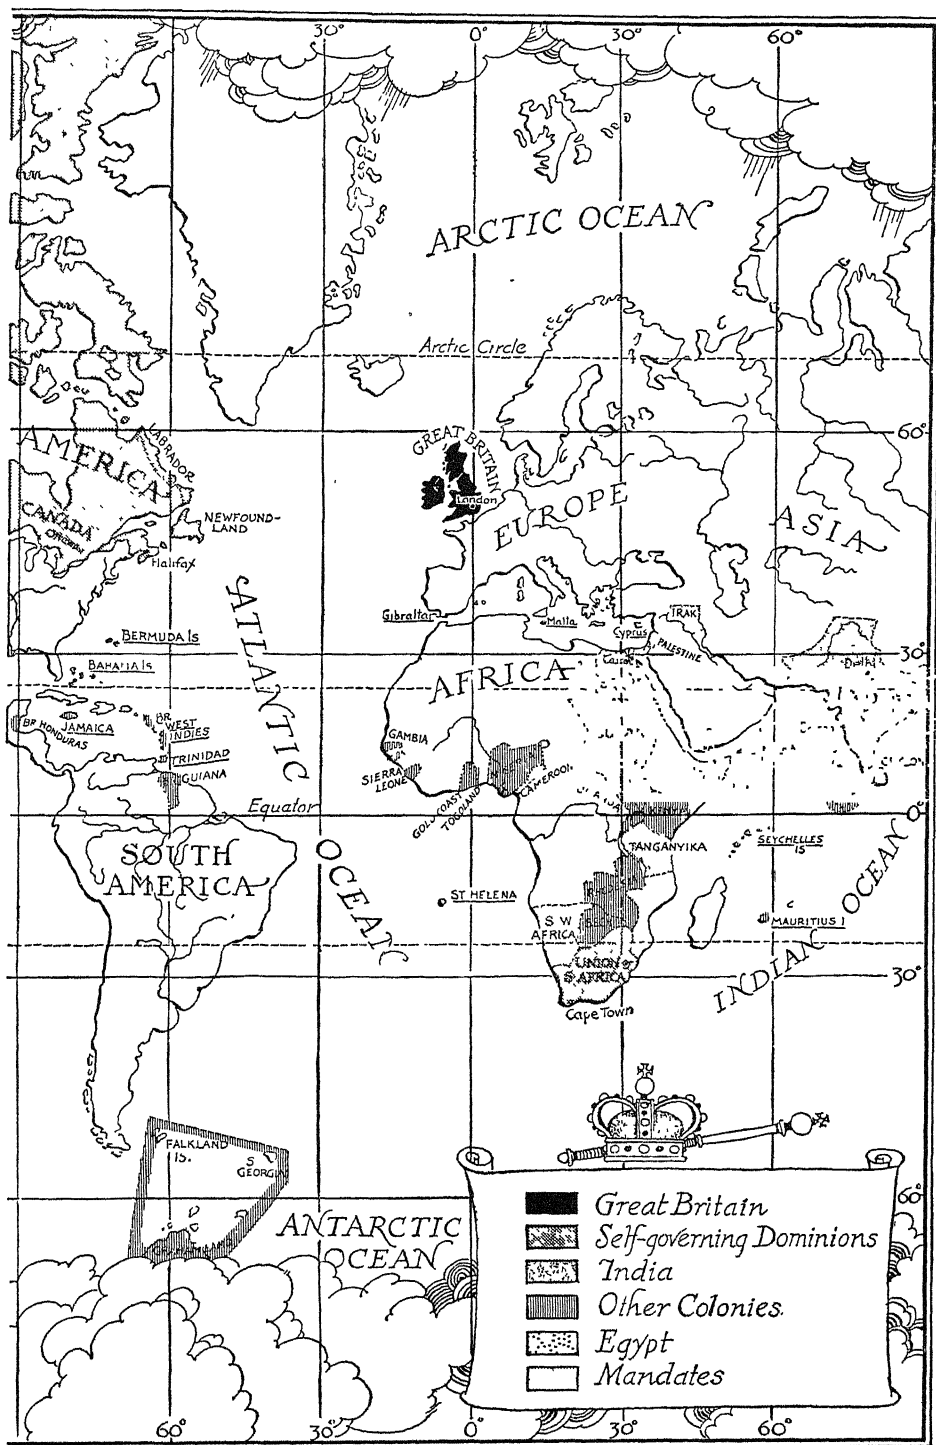 30°
0°
30°
60°
ARCTIC OCEAN
Arctic Circle
60°
GREAT BRITAIN
London
AMERICA
LABRADOR
EUROPE
ASIA
CANADA
Ottawa
NEWFOUND-
LAND
Halifax
Gibraltar
Malta
Cyprus
IRAK
PALESTINE
Cairo
Delhi
30°
BERMUDA Is
BAHAMA Is
ATLANTIC
OCEAN
AFRICA
BR HONDURAS
JAMAICA
BR.
WEST
INDIES
TRINIDAD
GUIANA
GAMBIA
SIERRA
LEONE
GOLD COAST
TOGOLAND
CAMEROON
KENYA
Equator
0°
TANGANYIKA
SEYCHELLES
IS
SOUTH
AMERICA
ST HELENA
S W
AFRICA
MAURITIUS I
INDIAN OCEAN
UNION of
S AFRICA
Cape Town
30°
FALKLAND
IS.
S
GEORGIA
60°
ANTARCTIC
OCEAN
Great Britain
Self-governing Dominions
India
Other Colonies.
Egypt
Mandates
60°
30°
0°
30°
60°